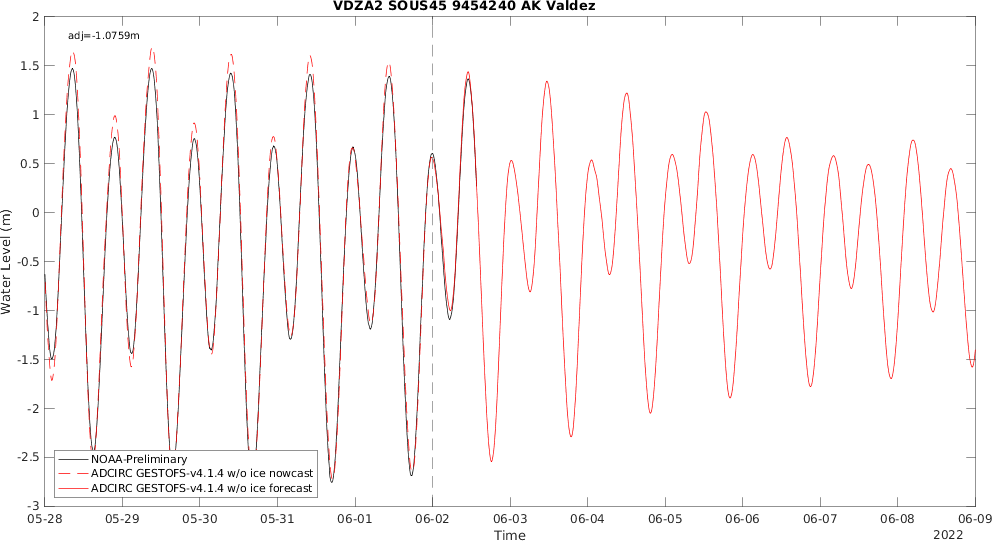 VDZA2 SOUS45 9454240 AK Valdez
adj=-1.0759m
2
1.5
1
0.5
0
-0.5
-1
-1.5
-2
-2.5
-3
Water Level (m)
NOAA-Preliminary
ADCIRC GESTOFS-v4.1.4 w/o ice nowcast
ADCIRC GESTOFS-v4.1.4 w/o ice forecast
05-28 05-29 05-30 05-31 06-01 06-02 06-03 06-04 06-05 06-06 06-07 06-08 06-09
Time
2022